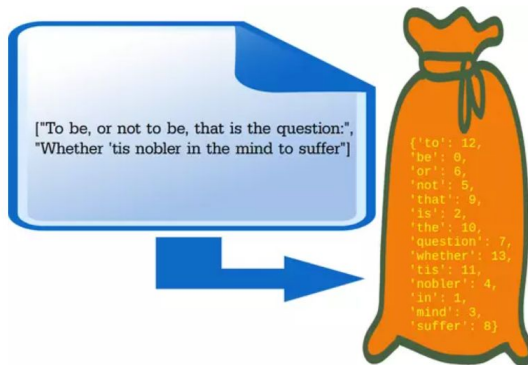 ["To be, or not to be, that is the question:",
"Whether 'tis nobler in the mind to suffer"]
{'to': 12,
'be': 0,
'or': 6,
'not': 5,
'that': 9,
'is': 2,
'the': 10,
'question': 7,
'whether': 13,
'tis': 11,
'nobler': 4,
'in': 1,
'mind': 3,
'suffer': 8}